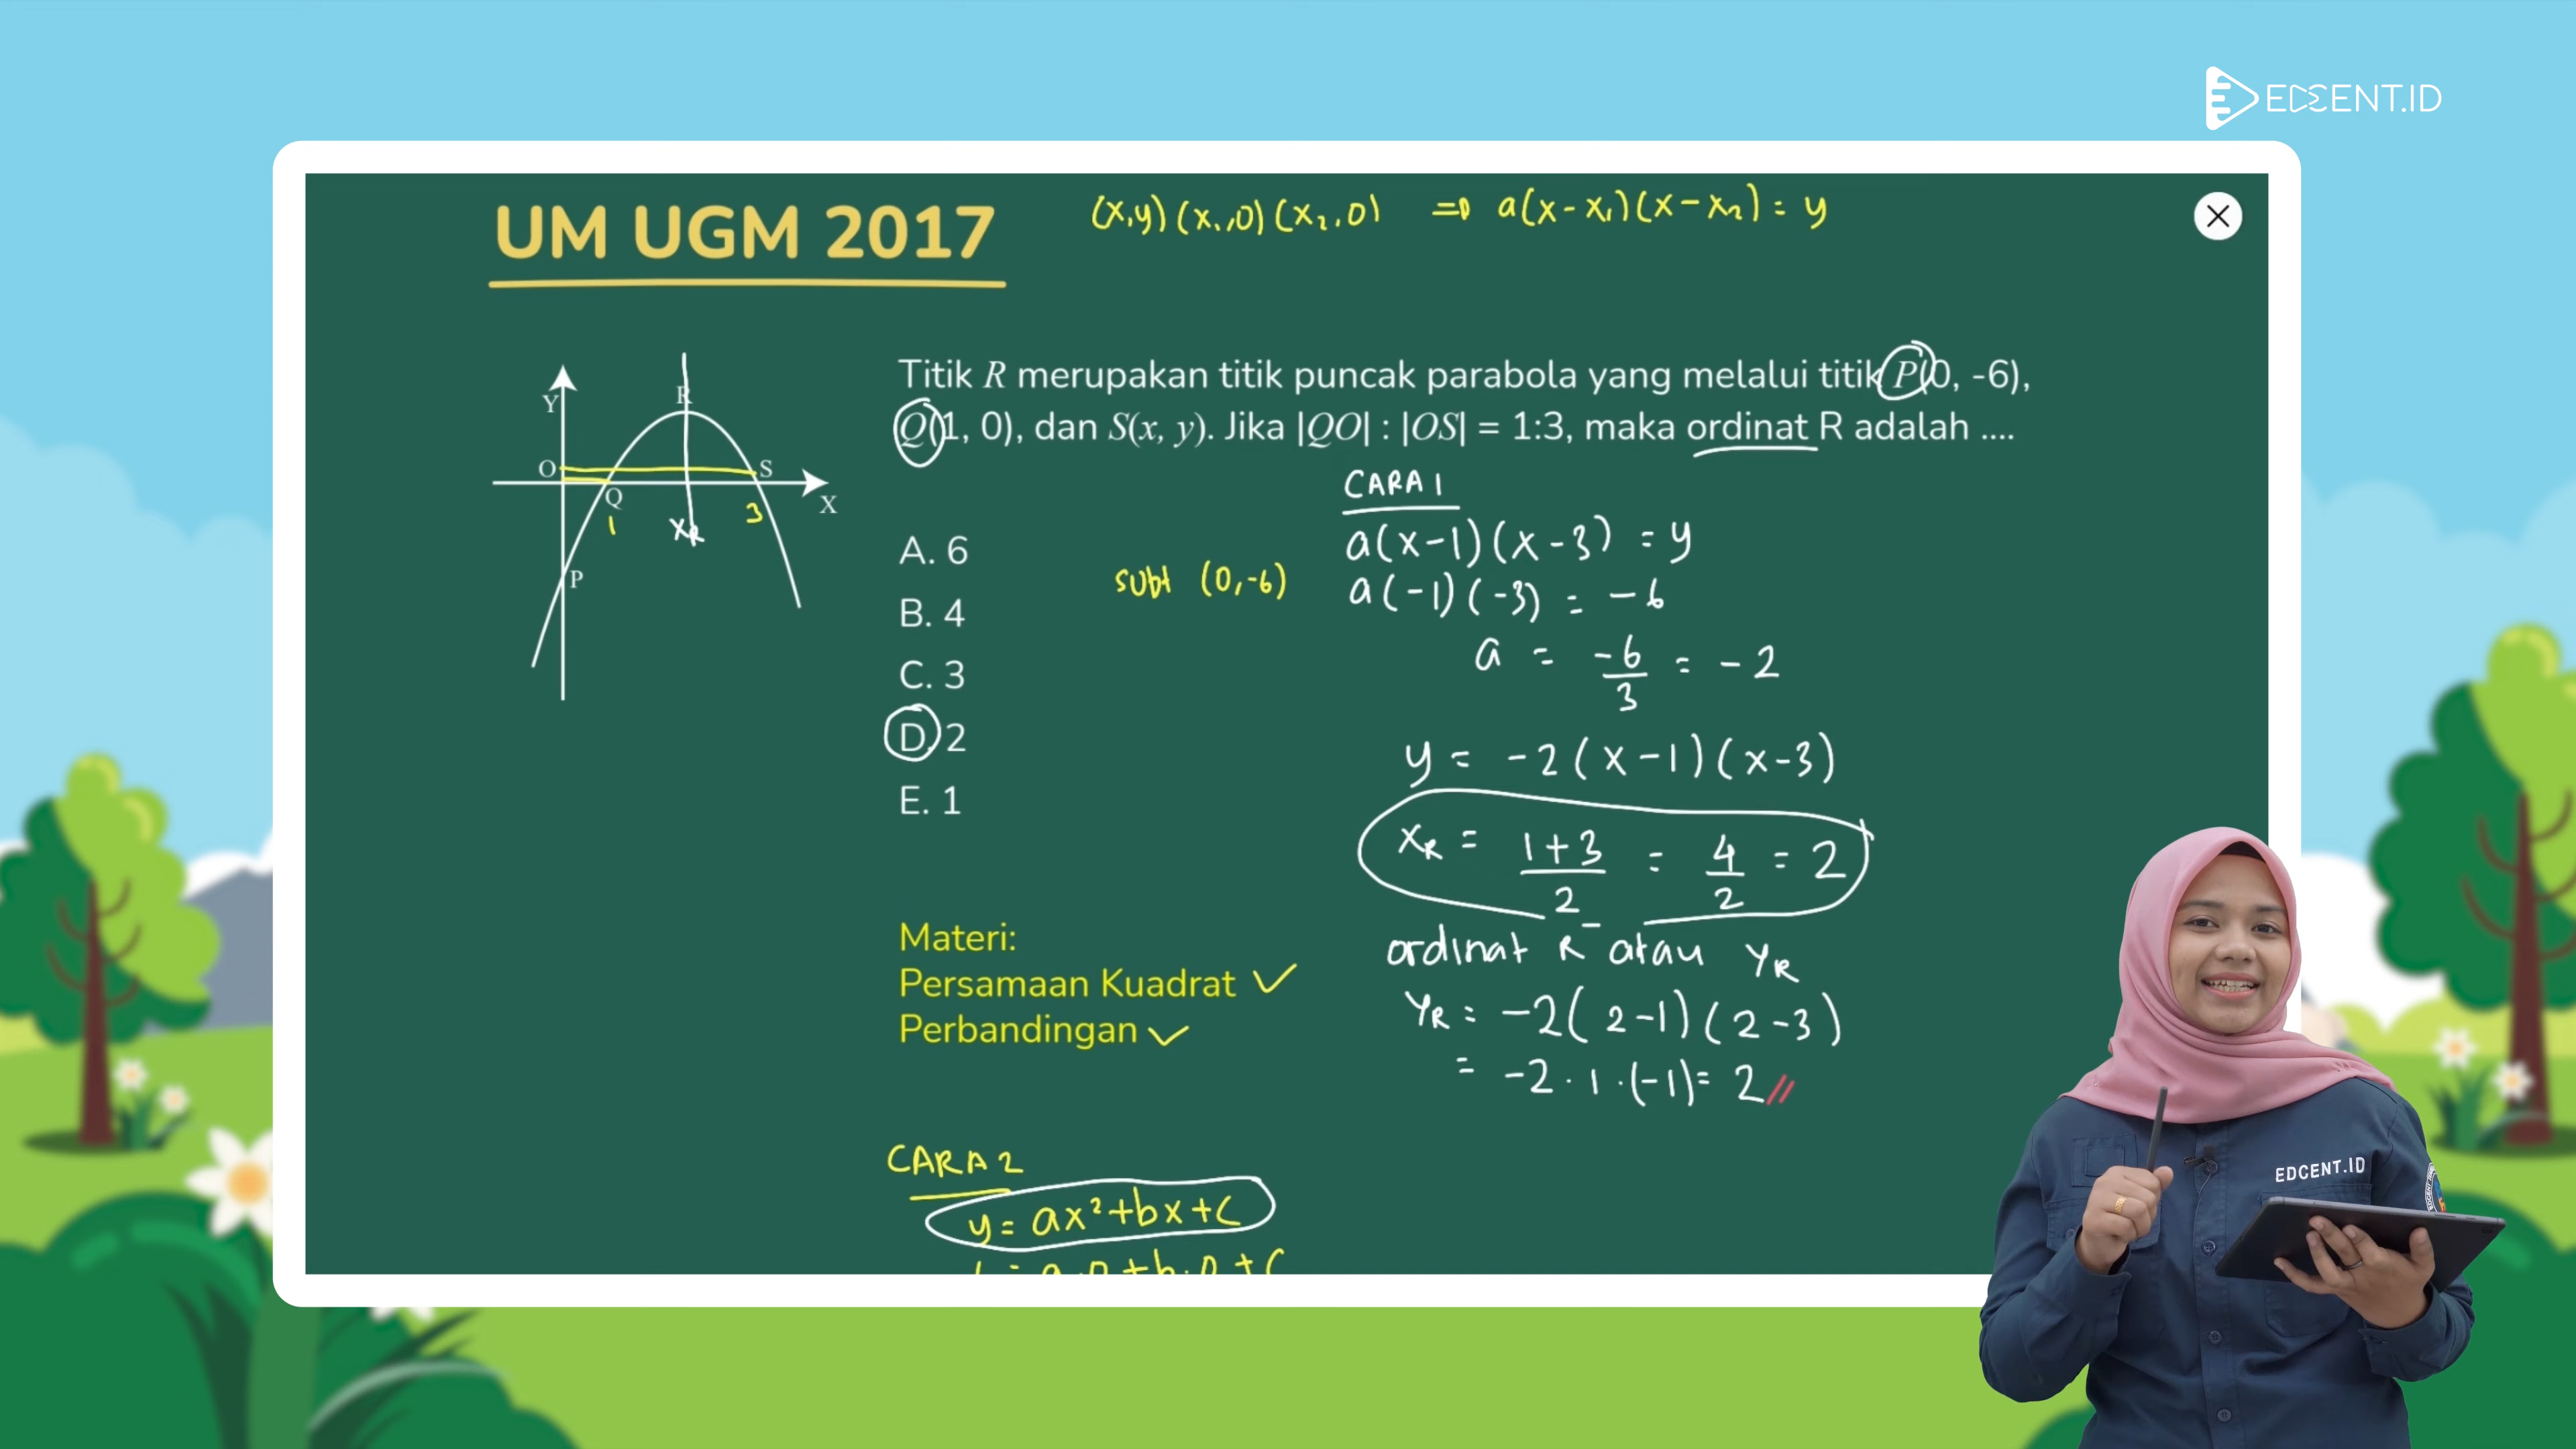 EDCENT.ID
UM UGM 2017
(x,y) (x₁,0) (x₂,0) ⇒ a(x-x₁)(x-x₂) = y
Y
R
O
S
Q
X
1
XR
3
P
Titik R merupakan titik puncak parabola yang melalui titik P(0, -6),
Q(1, 0), dan S(x, y). Jika |QO| : |OS| = 1:3, maka ordinat R adalah ....
A. 6
B. 4
C. 3
D. 2
E. 1
Materi:
Persamaan Kuadrat ✓
Perbandingan ✓
CARA 1
a(x-1)(x-3) = y
subt (0,-6)
a(-1)(-3) = -6
a = -6/3 = -2
y = -2(x-1)(x-3)
xR = 1+3/2 = 4/2 = 2
ordinat R atau YR
YR = -2(2-1)(2-3)
= -2·1·(-1) = 2//
CARA 2
y = ax²+bx+c
EDCENT.ID